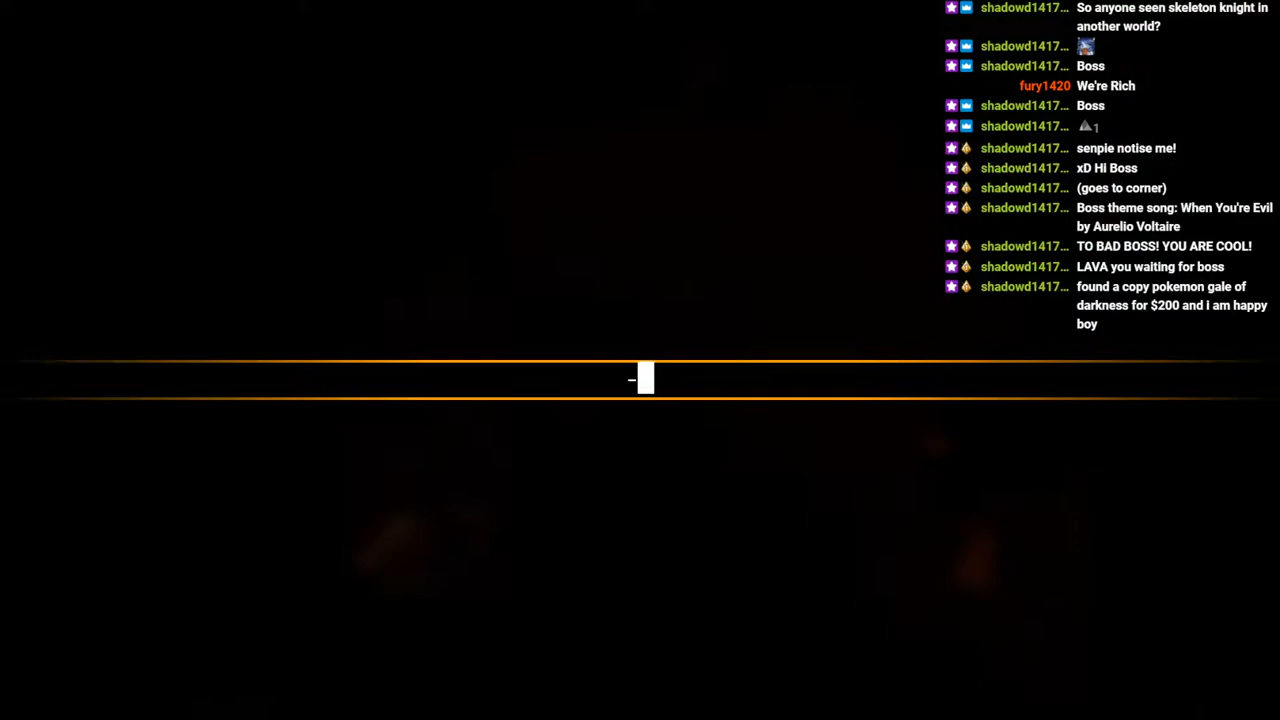 shadowd1417... So anyone seen skeleton knight in
another world?
shadowd1417...
shadowd1417... Boss
fury1420 We're Rich
shadowd1417... Boss
shadowd1417... 1
shadowd1417... senpie notise me!
shadowd1417... xD Hi Boss
shadowd1417... (goes to corner)
shadowd1417... Boss theme song: When You're Evil
by Aurelio Voltaire
shadowd1417... TO BAD BOSS! YOU ARE COOL!
shadowd1417... LAVA you waiting for boss
shadowd1417... found a copy pokemon gale of
darkness for $200 and i am happy
boy
-